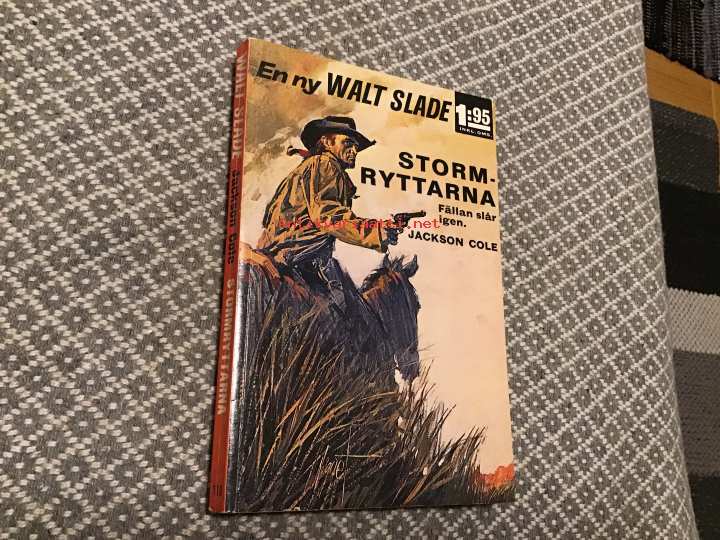 En ny WALT SLADE
1:95
INKL. OMS.
STORM-
RYTTARNA
Fällan slår
igen.
JACKSON COLE
WALT SLADE Jackson Cole STORMRYTTARNA
110